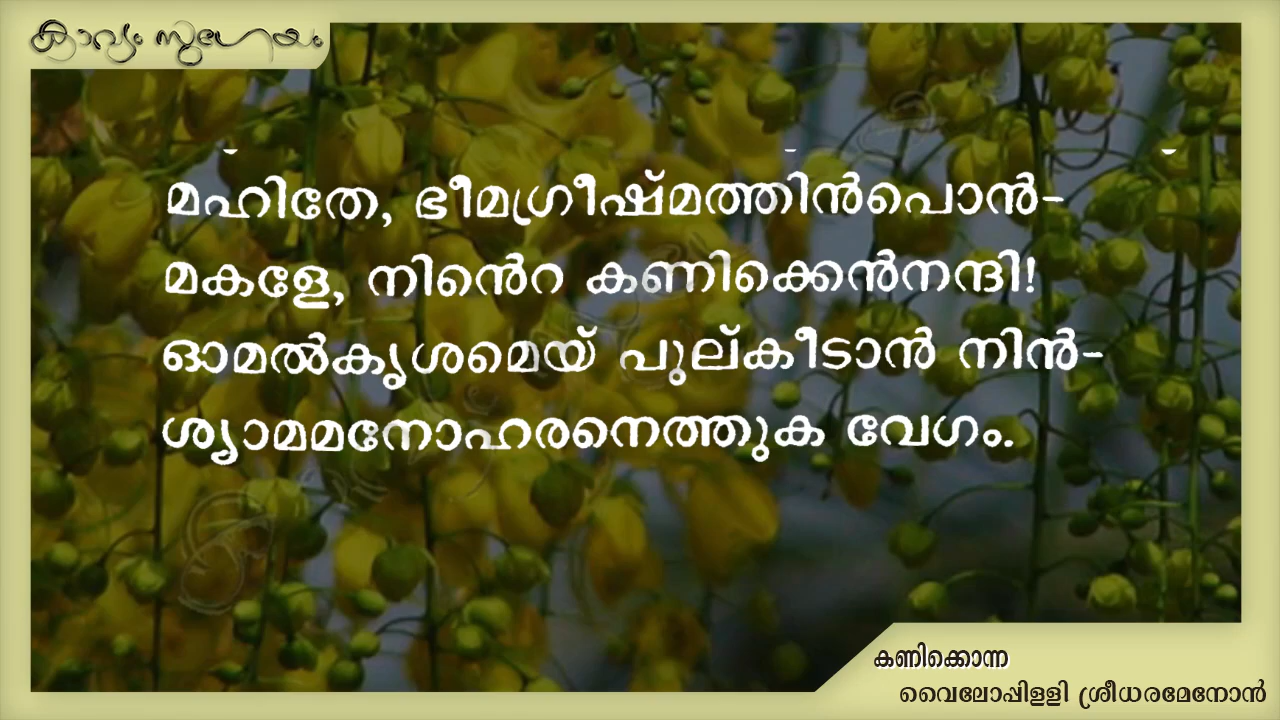 കാവ്യം സുഗേയം
മഹിതേ, ഭീമഗ്രീഷ്മത്തിൻപൊൻ-
മകളേ, നിൻെറ കണിക്കെൻനന്ദി!
ഓമൽകൃശമെയ് പുല്കീടാൻ നിൻ-
ശ്യാമമനോഹരനെത്തുക വേഗം.
കണിക്കൊന്ന
വൈലോപ്പിള്ളി ശ്രീധരമേനോൻ